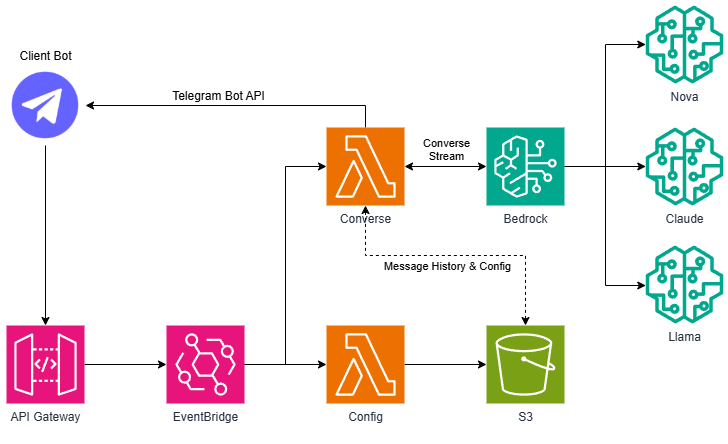 Client Bot
Telegram Bot API
Nova
Converse
Stream
Converse
Bedrock
Claude
Message History & Config
Llama
</>
API Gateway
EventBridge
Config
S3